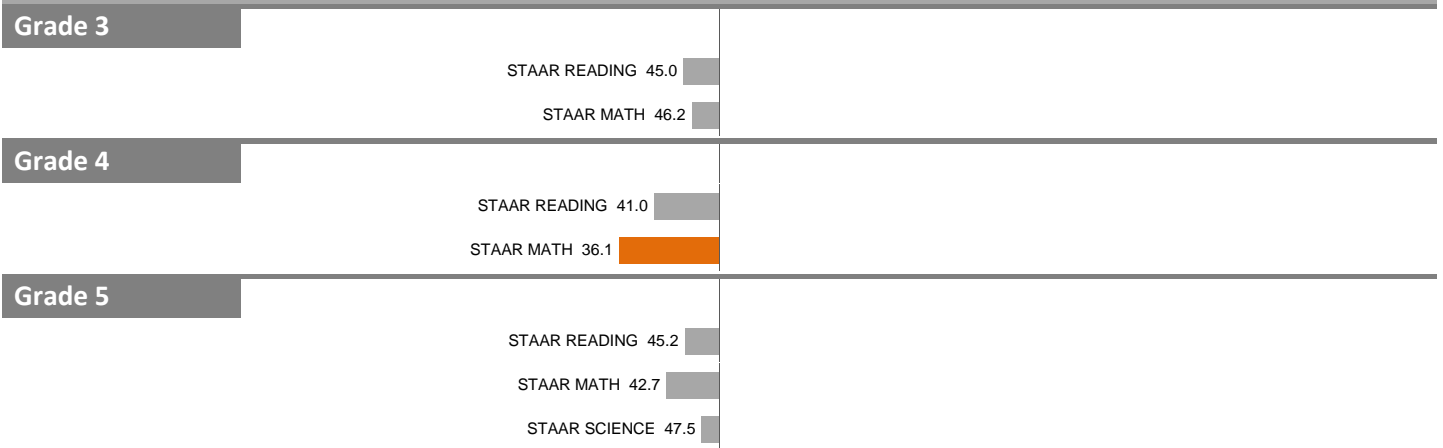 Grade 3
STAAR READING 45.0
STAAR MATH 46.2
Grade 4
STAAR READING 41.0
STAAR MATH 36.1
Grade 5
STAAR READING 45.2
STAAR MATH 42.7
STAAR SCIENCE 47.5